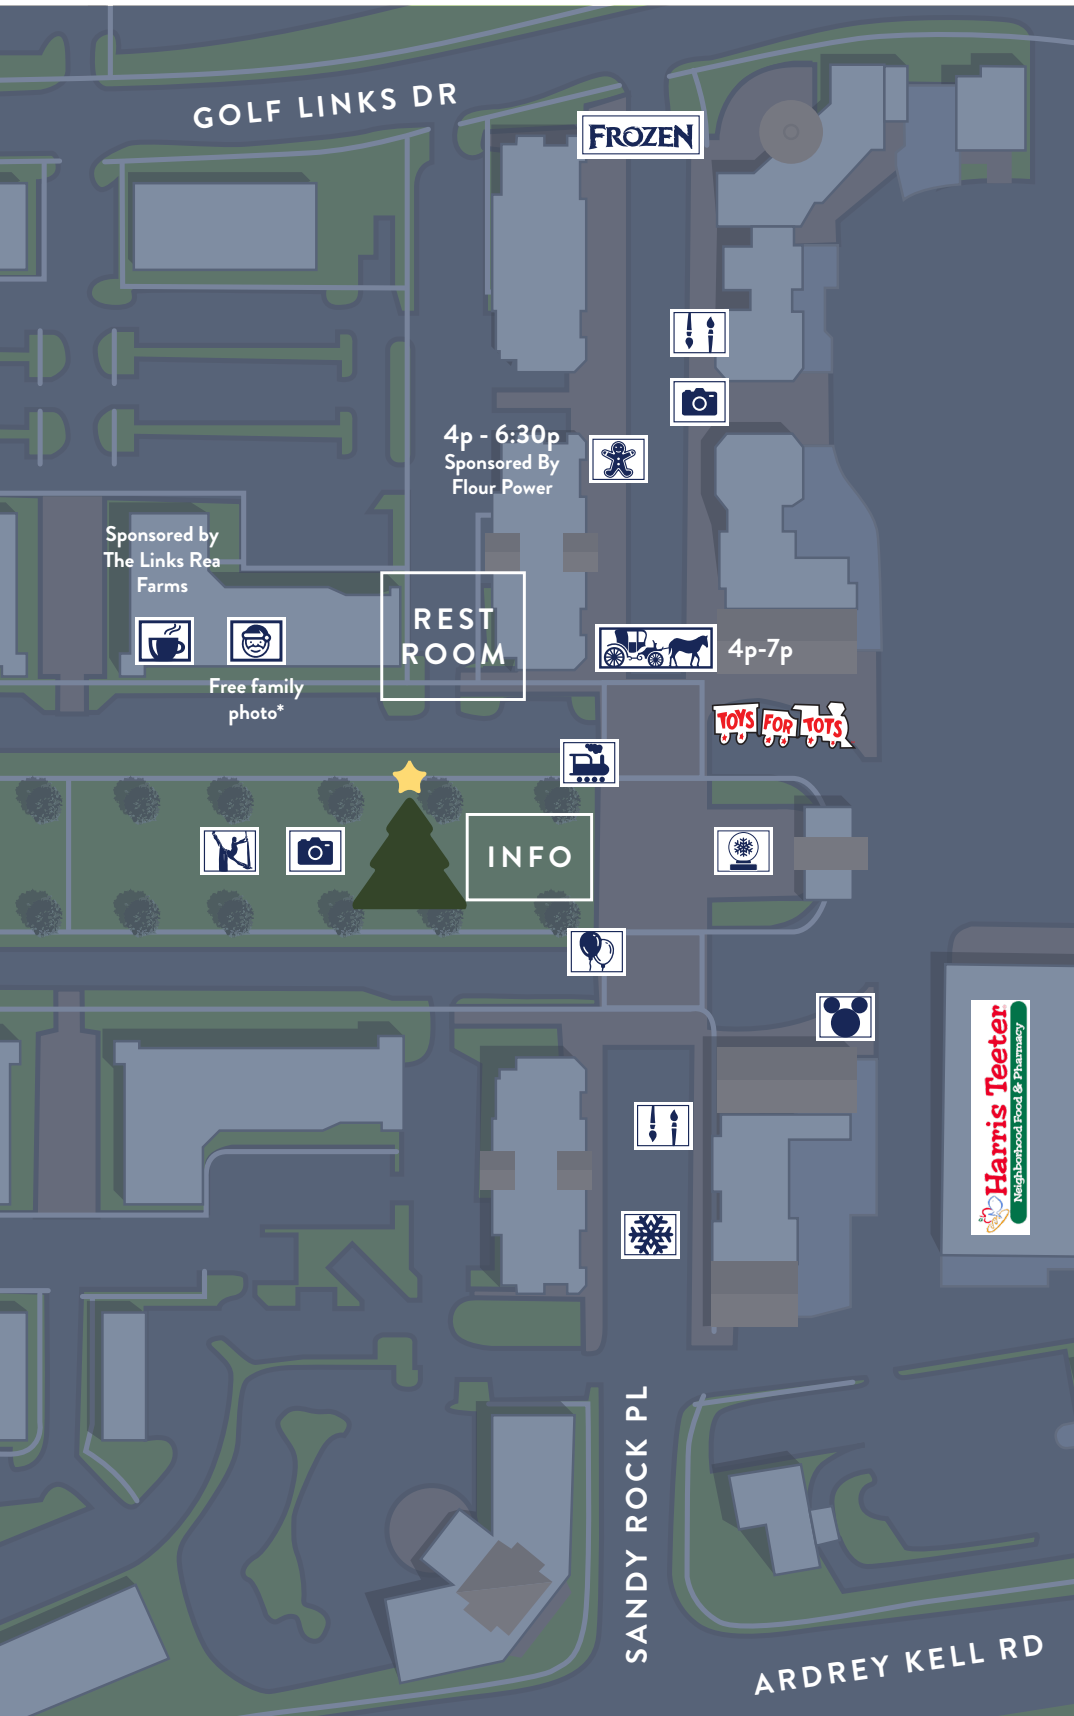 GOLF LINKS DR
FROZEN
4p - 6:30p
Sponsored By
Flour Power
Sponsored by
The Links Rea
Farms
REST
ROOM
4p-7p
Free family
photo*
TOYS FOR TOTS
INFO
Harris Teeter
Neighborhood Food & Pharmacy
SANDY ROCK PL
ARDREY KELL RD